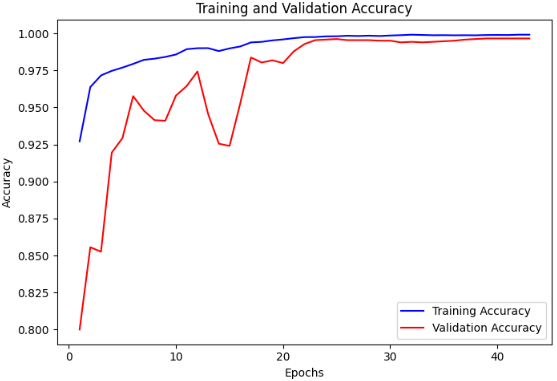 Training and Validation Accuracy
Accuracy
1.000
0.975
0.950
0.925
0.900
0.875
0.850
0.825
0.800
0
10
20
30
40
Epochs
Training Accuracy
Validation Accuracy